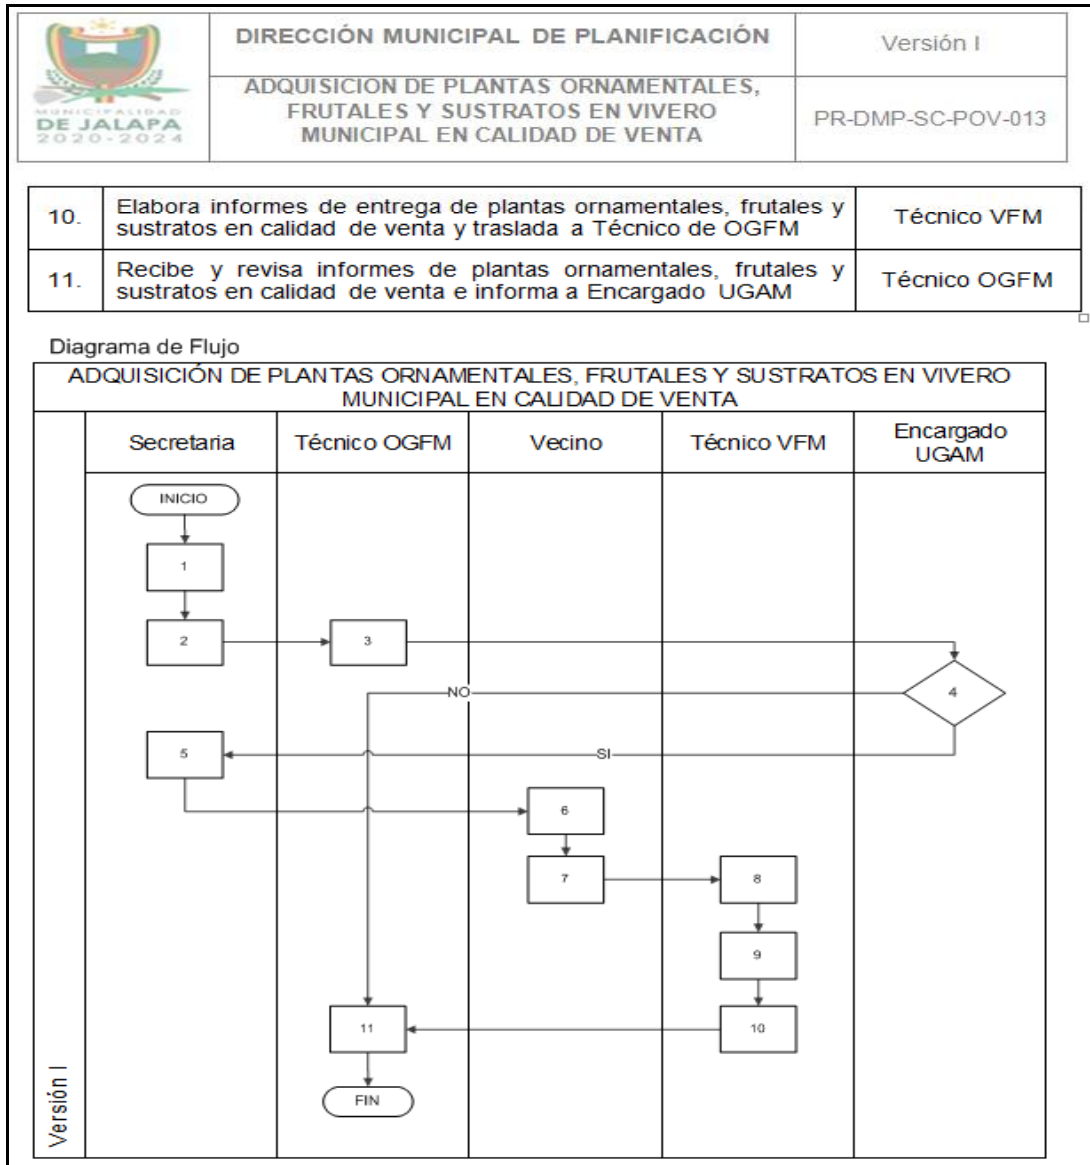 MUNICIPALIDAD
DE JALAPA
2020-2024
DIRECCIÓN MUNICIPAL DE PLANIFICACIÓN
Versión I
ADQUISICION DE PLANTAS ORNAMENTALES,
FRUTALES Y SUSTRATOS EN VIVERO
MUNICIPAL EN CALIDAD DE VENTA
PR-DMP-SC-POV-013
10.
Elabora informes de entrega de plantas ornamentales, frutales y
sustratos en calidad de venta y traslada a Técnico de OGFM
Técnico VFM
11.
Recibe y revisa informes de plantas ornamentales, frutales y
sustratos en calidad de venta e informa a Encargado UGAM
Técnico OGFM
Diagrama de Flujo
ADQUISICIÓN DE PLANTAS ORNAMENTALES, FRUTALES Y SUSTRATOS EN VIVERO
MUNICIPAL EN CALIDAD DE VENTA
Secretaria
Técnico OGFM
Vecino
Técnico VFM
Encargado
UGAM
INICIO
1
2
3
4
NO
5
SI
6
7
8
9
10
11
FIN
Versión I